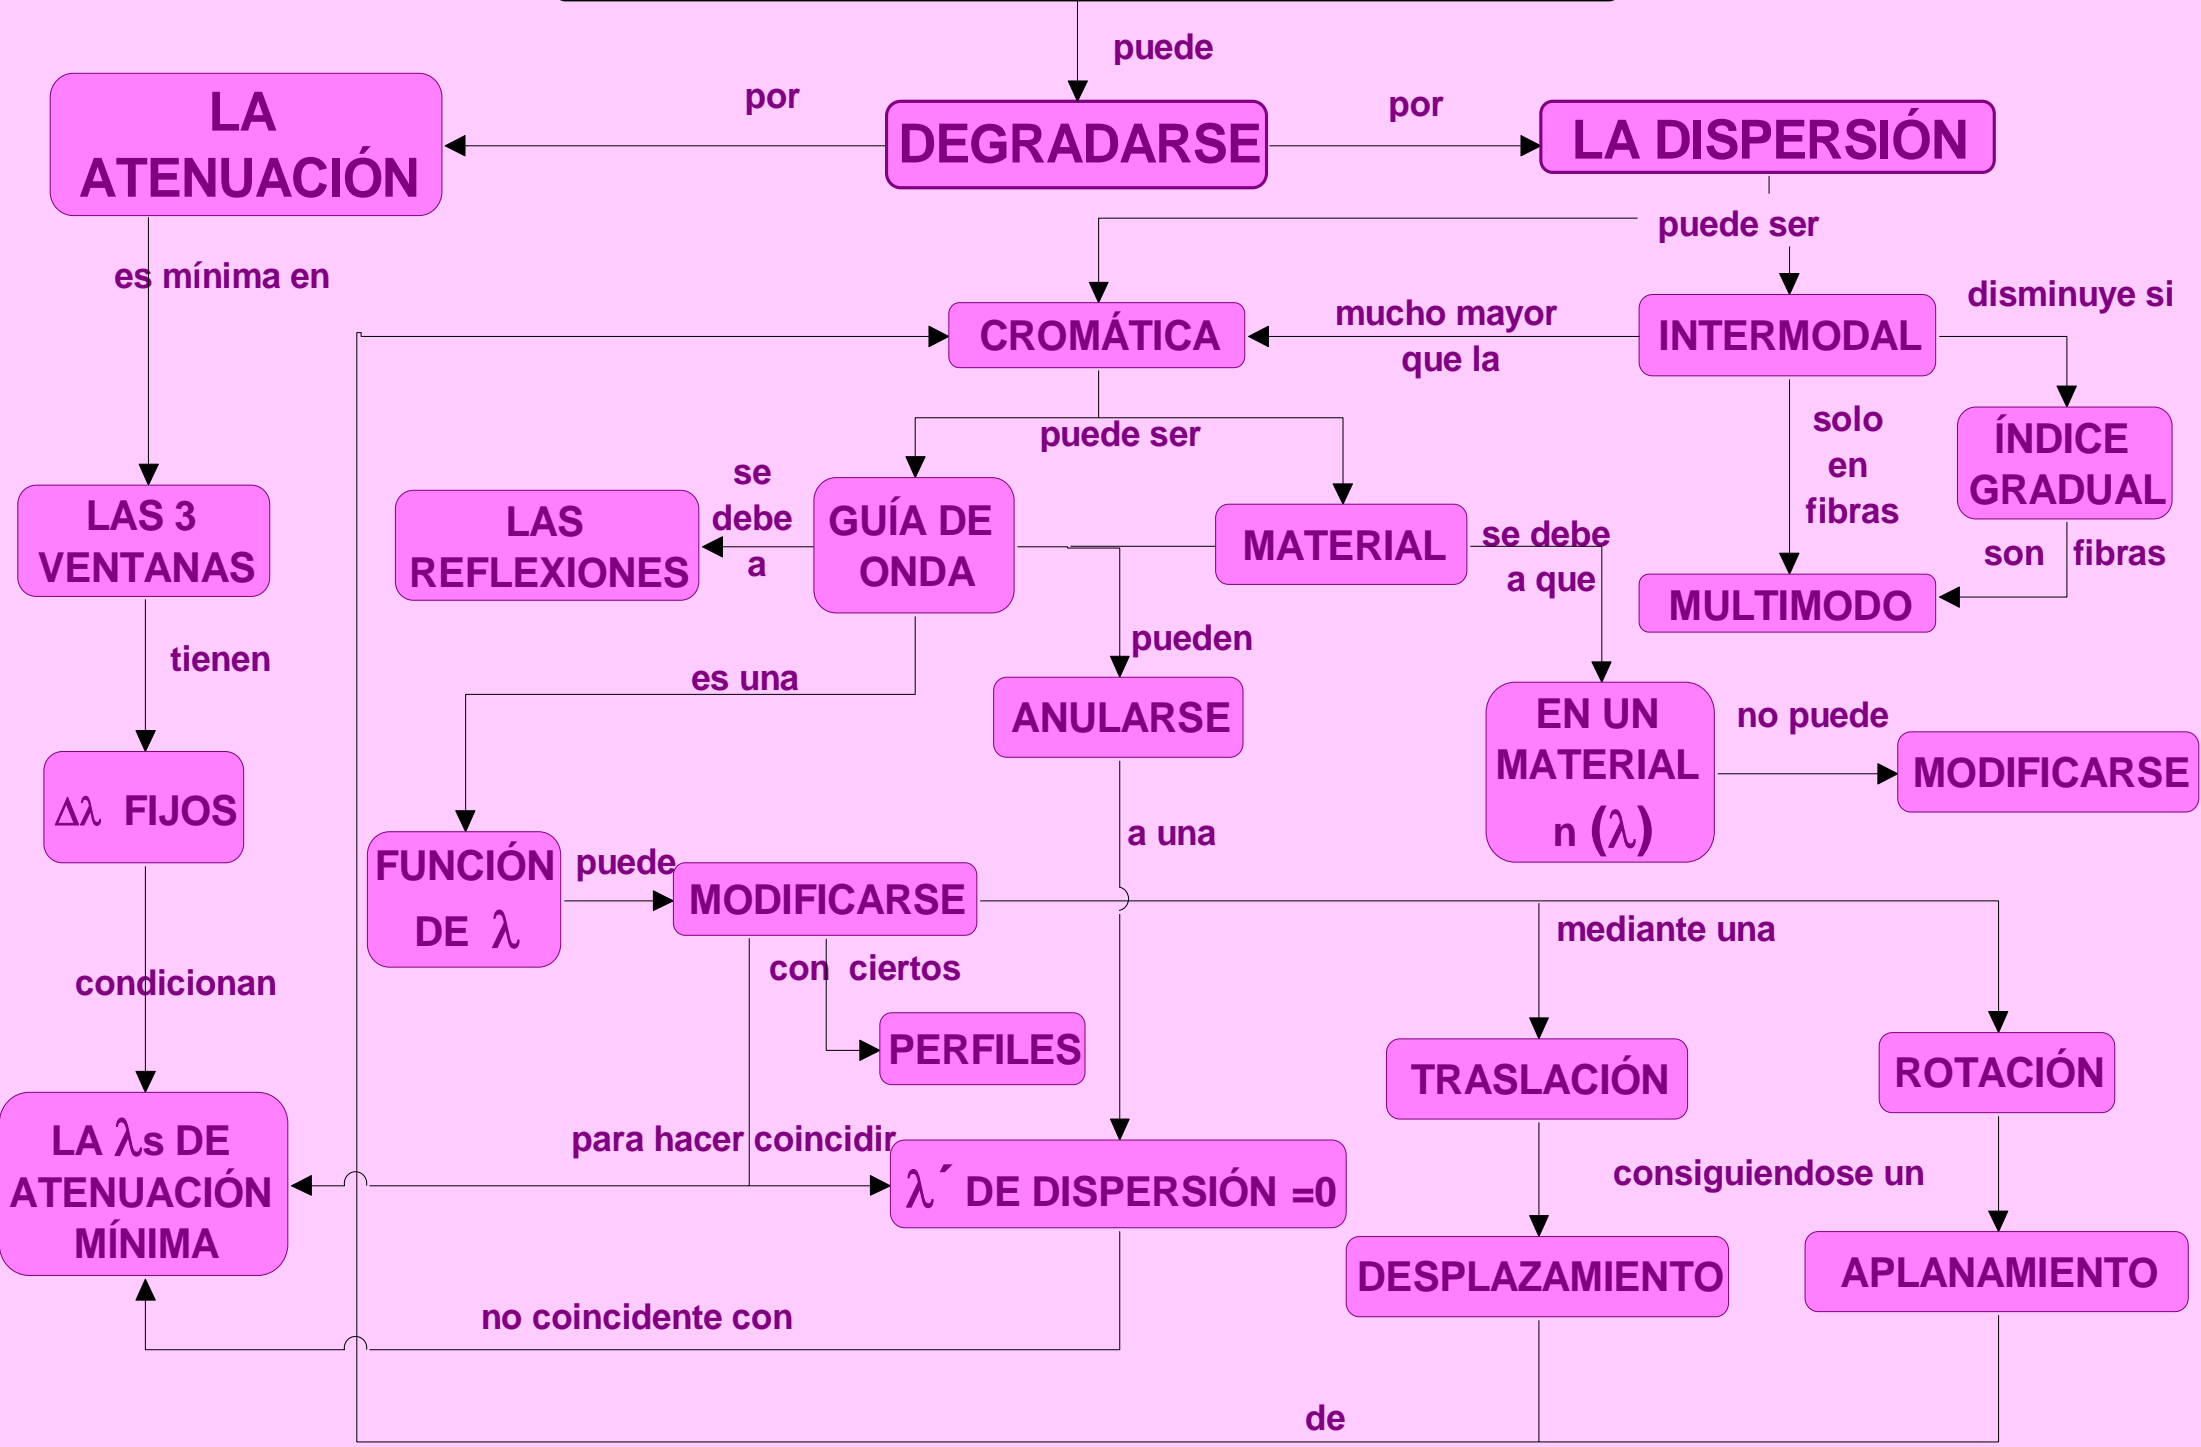 puede
por
por
LA
ATENUACIÓN
DEGRADARSE
LA DISPERSIÓN
puede ser
es mínima en
disminuye si
mucho mayor
que la
CROMÁTICA
INTERMODAL
solo
en
fibras
ÍNDICE
GRADUAL
puede ser
se
debe
a
LAS 3
VENTANAS
LAS
REFLEXIONES
GUÍA DE
ONDA
MATERIAL
se debe
a que
son fibras
MULTIMODO
tienen
es una
pueden
ANULARSE
EN UN
MATERIAL
n (λ)
no puede
MODIFICARSE
Δλ FIJOS
a una
FUNCIÓN
DE λ
puede
MODIFICARSE
mediante una
con ciertos
condicionan
PERFILES
TRASLACIÓN
ROTACIÓN
LA λs DE
ATENUACIÓN
MÍNIMA
para hacer coincidir
λ´ DE DISPERSIÓN =0
consiguiendose un
DESPLAZAMIENTO
APLANAMIENTO
no coincidente con
de